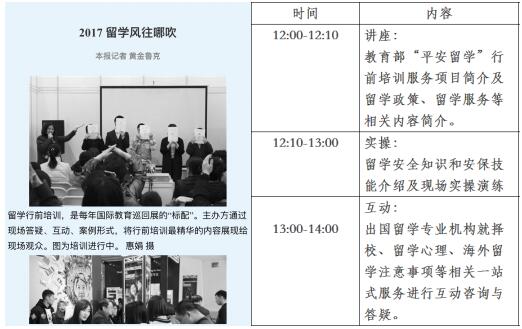 2017 留学风往哪吹
本报记者 黄金鲁克
留学行前培训，是每年国际教育巡回展的“标配”。主办方通过
现场答疑、互动、案例形式，将行前培训最精华的内容展现给
现场观众。图为培训进行中。 惠娟 摄
时间
内容
12:00-12:10
讲座：
教育部“平安留学”行
前培训服务项目简介及
留学政策、留学服务等
相关内容简介。
12:10-13:00
实操：
留学安全知识和安保技
能介绍及现场实操演练
13:00-14:00
互动：
出国留学专业机构就择
校、留学心理、海外留
学注意事项等相关一站
式服务进行互动咨询与
答疑。